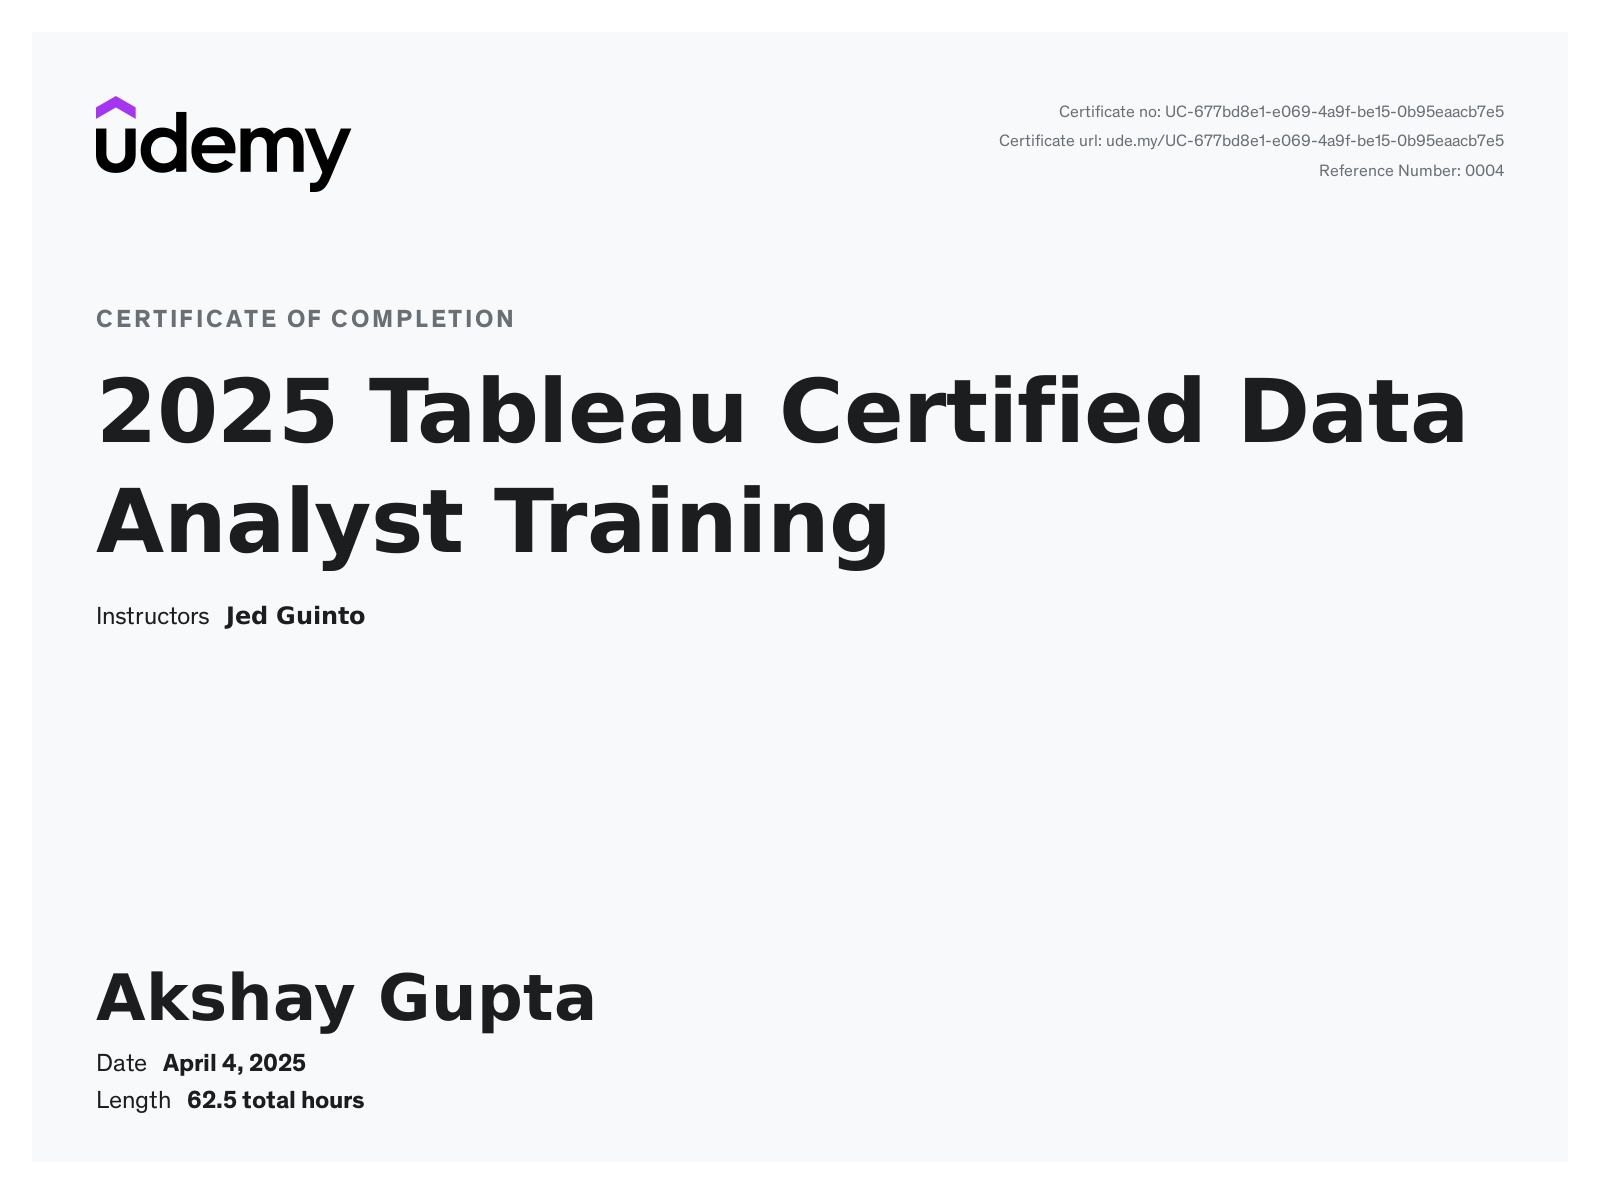 udemy
Certificate no: UC-677bd8e1-e069-4a9f-be15-0b95eaacb7e5
Certificate url: ude.my/UC-677bd8e1-e069-4a9f-be15-0b95eaacb7e5
Reference Number: 0004
CERTIFICATE OF COMPLETION
2025 Tableau Certified Data
Analyst Training
Instructors Jed Guinto
Akshay Gupta
Date April 4, 2025
Length 62.5 total hours